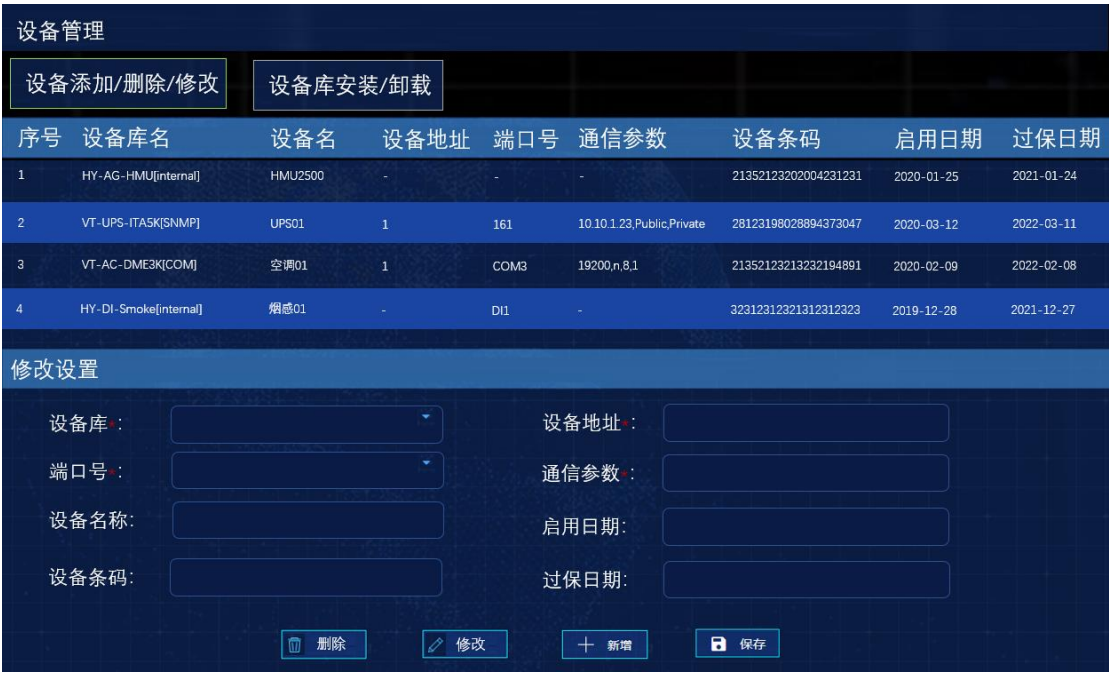 设备管理
设备添加/删除/修改 设备库安装/卸载
序号 设备库名 设备名 设备地址 端口号 通信参数 设备条码 启用日期 过保日期
1 HY-AG-HMU[internal] HMU2500 - - - 21352123202004231231 2020-01-25 2021-01-24
2 VT-UPS-ITA5K[SNMP] UPS01 1 161 10.10.1.23,Public,Private 28123198028894373047 2020-03-12 2022-03-11
3 VT-AC-DME3K[COM] 空调01 1 COM3 19200,n,8,1 21352123213232194891 2020-02-09 2022-02-08
4 HY-DI-Smoke[internal] 烟感01 - DI1 - 32312312321312312323 2019-12-28 2021-12-27
修改设置
设备库*: 设备地址*:
端口号*: 通信参数*:
设备名称: 启用日期:
设备条码: 过保日期:
删除 修改 新增 保存